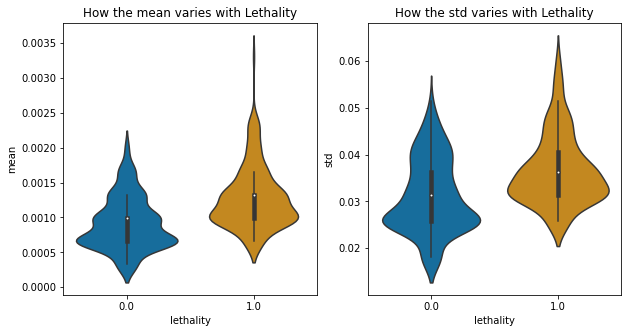 How the mean varies with Lethality
mean
0.0035
0.0030
0.0025
0.0020
0.0015
0.0010
0.0005
0.0000
0.0
1.0
lethality
How the std varies with Lethality
std
0.06
0.05
0.04
0.03
0.02
0.0
1.0
lethality